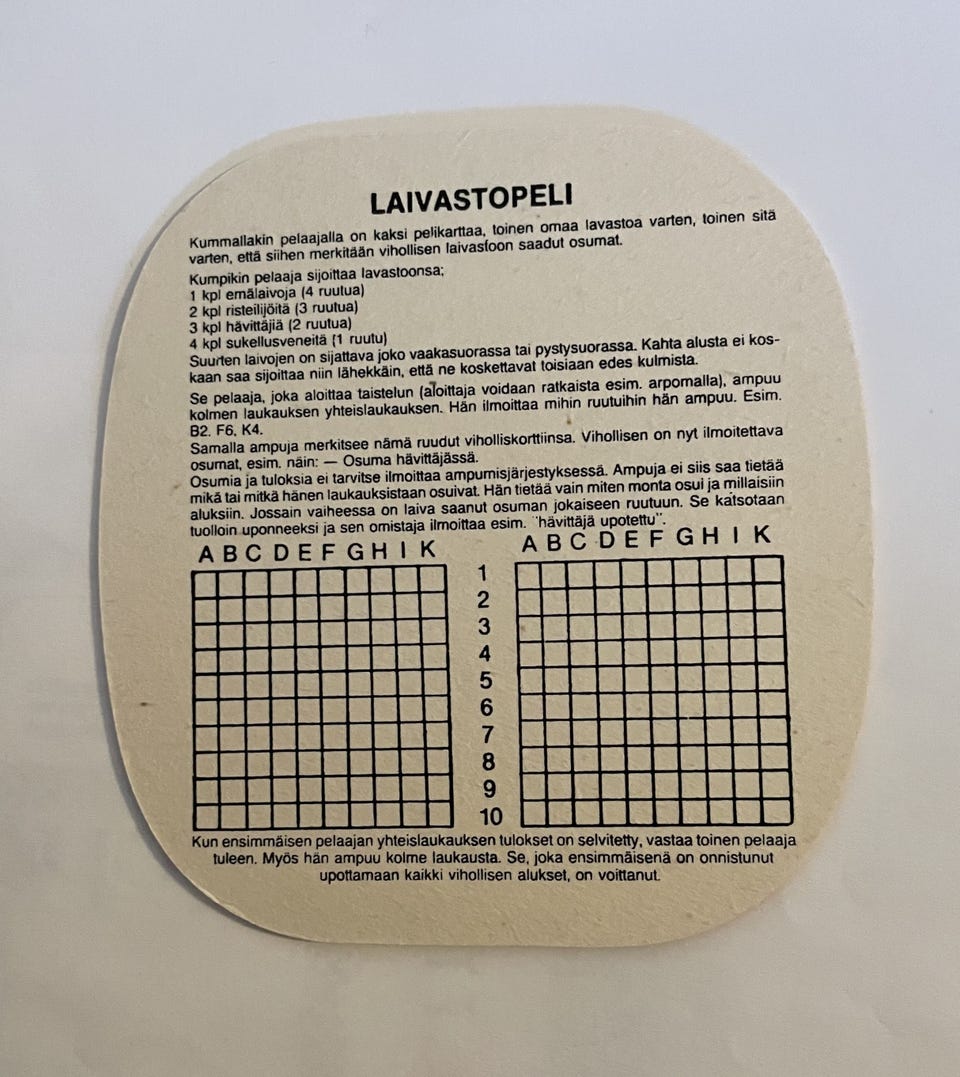 LAIVASTOPELI
Kummallakin pelaajalla on kaksi pelikarttaa, toinen omaa lavastoa varten, toinen sitä
varten, että siihen merkitään vihollisen laivastoon saadut osumat.
Kumpikin pelaaja sijoittaa lavastoonsa;
1 kpl emälaivoja (4 ruutua)
2 kpl risteilijöitä (3 ruutua)
3 kpl hävittäjiä (2 ruutua)
4 kpl sukellusveneitä (1 ruutu)
Suurten laivojen on sijattava joko vaakasuorassa tai pystysuorassa. Kahta alusta ei kos-
kaan saa sijoittaa niin lähekkäin, että ne koskettavat toisiaan edes kulmista.
Se pelaaja, joka aloittaa taistelun (aloittaja voidaan ratkaista esim. arpomalla), ampuu
kolmen laukauksen yhteislaukauksen. Hän ilmoittaa mihin ruutuihin hän ampuu. Esim.
B2. F6. K4.
Samalla ampuja merkitsee nämä ruudut viholliskorttiinsa. Vihollisen on nyt ilmoitettava
osumat, esim. näin: — Osuma hävittäjässä.
Osumia ja tuloksia ei tarvitse ilmoittaa ampumisjärjestyksessä. Ampuja ei siis saa tietää
mikä tai mitkä hänen laukauksistaan osuivat. Hän tietää vain miten monta osui ja millaisiin
aluksiin. Jossain vaiheessa on laiva saanut osuman jokaiseen ruutuun. Se katsotaan
tuolloin uponneeksi ja sen omistaja ilmoittaa esim. "hävittäjä upotettu".
A B C D E F G H I K
A B C D E F G H I K
1
2
3
4
5
6
7
8
9
10
Kun ensimmäisen pelaajan yhteislaukauksen tulokset on selvitetty, vastaa toinen pelaaja
tuleen. Myös hän ampuu kolme laukausta. Se, joka ensimmäisenä on onnistunut
upottamaan kaikki vihollisen alukset, on voittanut.